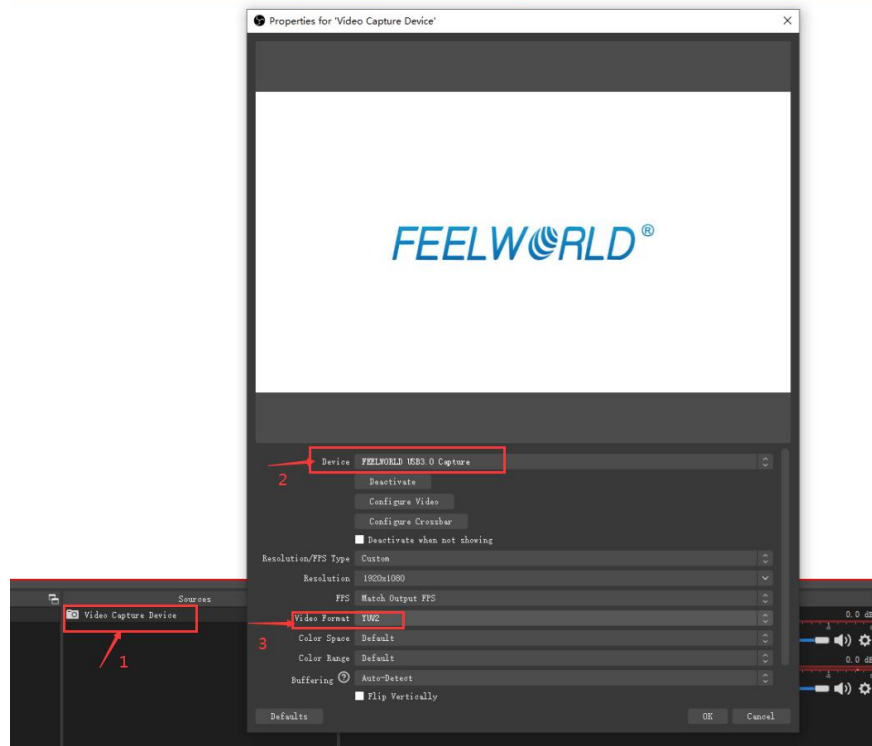 Properties for 'Video Capture Device'
FEELWORLD®
Device FEELWORLD USB3.0 Capture
2
Deactivate
Configure Video
Configure Crossbar
Deactivate when not showing
Resolution/FPS Type Custom
Resolution 1920x1080
Sources
FPS Match Output FPS
Video Capture Device
Video Format YUY2
0.0 dB
3
Color Space Default
1
Color Range Default
0.0 dB
Buffering ? Auto-Detect
Flip Vertically
Defaults
OK Cancel